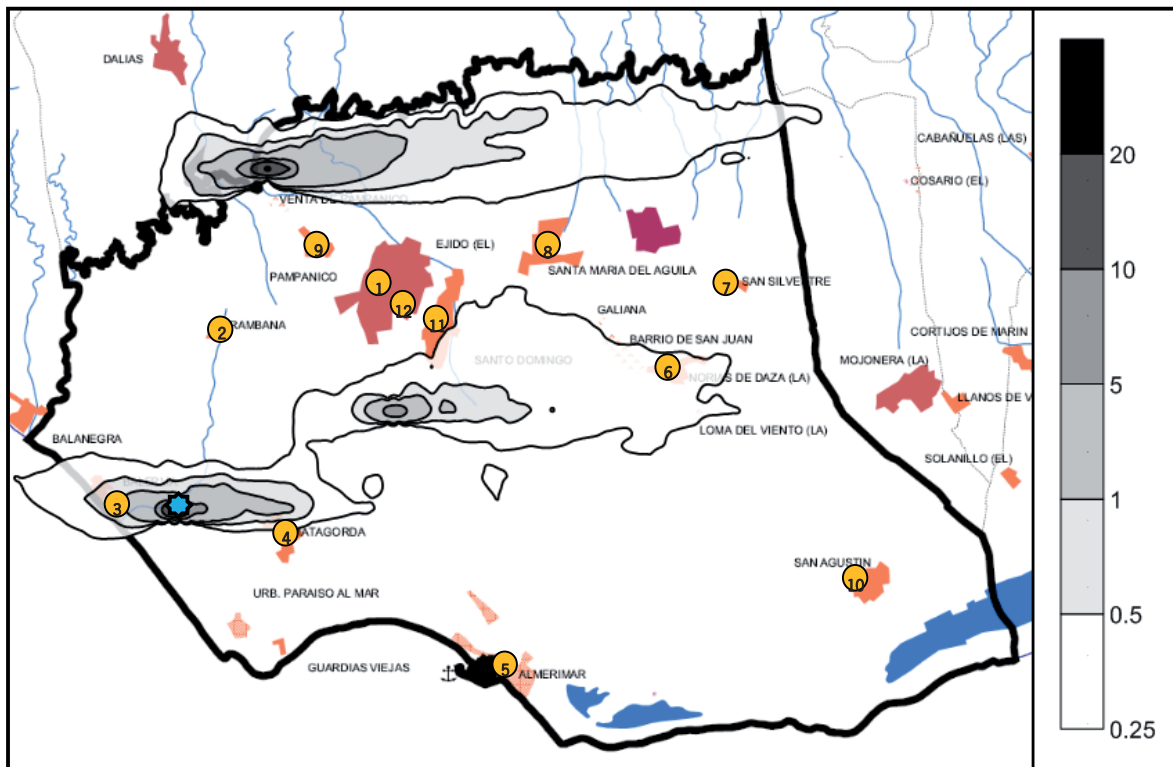 DALIAS
CABAÑUELAS (LAS)
20
COSARIO (EL)
VENTA DE PAMPANICO
9
EJIDO (EL)
8
10
PAMPANICO
SANTA MARIA DEL AGUILA
1
7
SAN SILVESTRE
12
GALIANA
11
2
RAMBANA
CORTIJOS DE MARIN
BARRIO DE SAN JUAN
SANTO DOMINGO
MOJONERA (LA)
6
NORIAS DE DAZA (LA)
5
LLANOS DE V
BALANEGRA
LOMA DEL VIENTO (LA)
SOLANILLO (EL)
3
1
4
ATAGORDA
SAN AGUSTIN
10
URB. PARAISO AL MAR
0.5
GUARDIAS VIEJAS
5
ALMERIMAR
0.25